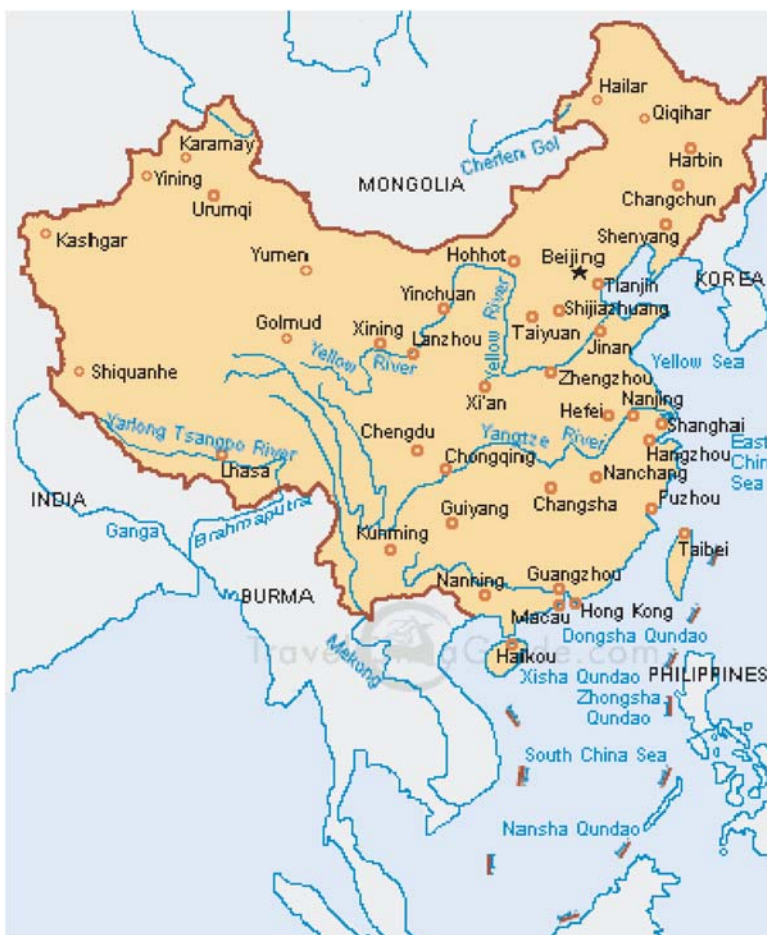 Hailar
Qiqihar
Karamay
Cherlen Gol
Harbin
Yining
MONGOLIA
Urumqi
Changchun
Kashgar
Shenyang
Yumen
Hohhot
Beijing
Tianjin
KOREA
Yinchuan
Shijiazhuang
Golmud
Xining
Lanzhou
Yellow River
Taiyuan
Jinan
Yellow River
Yellow Sea
Shiquanhe
Zhengzhou
Xi'an
Hefei
Nanjing
Shanghai
Yarlong Tsangpo River
Chengdu
Yangtze River
East
Chin
Sea
Hangzhou
Lhasa
Chongqing
Nanchang
INDIA
Changsha
Fuzhou
Brahmaputra
Guiyang
Ganga
Kunming
Taibei
Nanning
Guangzhou
BURMA
Macau
Hong Kong
Dongsha Qundao
Mekong
Haikou
Xisha Qundao
PHILIPPINES
Zhongsha
Qundao
South China Sea
Nansha Qundao